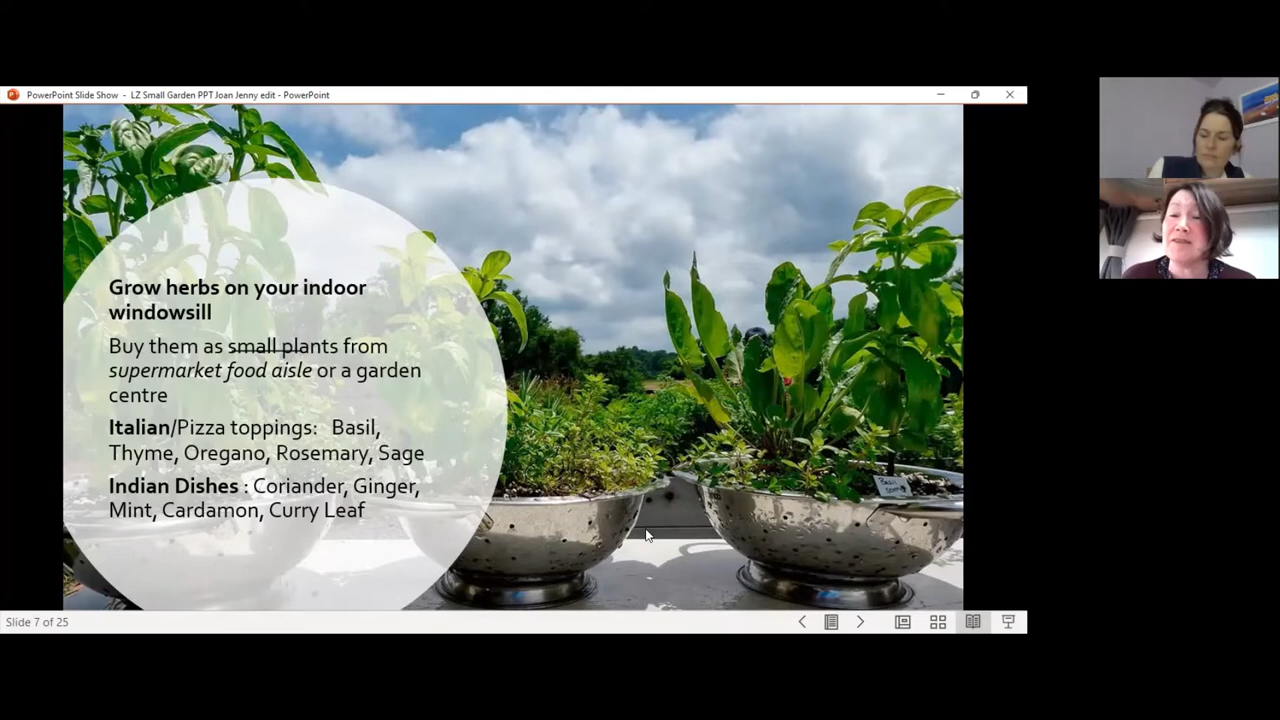 PowerPoint Slide Show - LZ Small Garden PPT Joan Jenny edit - PowerPoint
Grow herbs on your indoor
windowsill
Buy them as small plants from
supermarket food aisle or a garden
centre
Italian/Pizza toppings: Basil,
Thyme, Oregano, Rosemary, Sage
Indian Dishes : Coriander, Ginger,
Mint, Cardamon, Curry Leaf
Slide 7 of 25